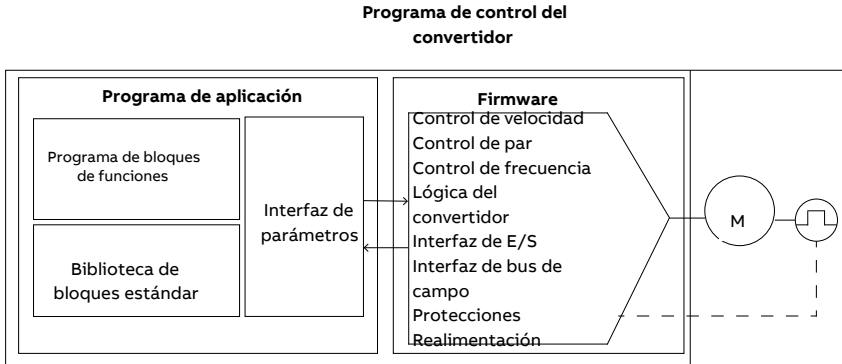 Programa de control del
convertidor
Programa de aplicación
Programa de bloques
de funciones
Biblioteca de
bloques estándar
Interfaz de
parámetros
Firmware
Control de velocidad
Control de par
Control de frecuencia
Lógica del
convertidor
Interfaz de E/S
Interfaz de bus de
campo
Protecciones
Realimentación
M